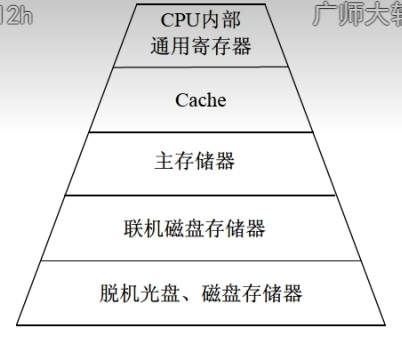 12h
广师大软
CPU内部
通用寄存器
Cache
主存储器
联机磁盘存储器
脱机光盘、磁盘存储器